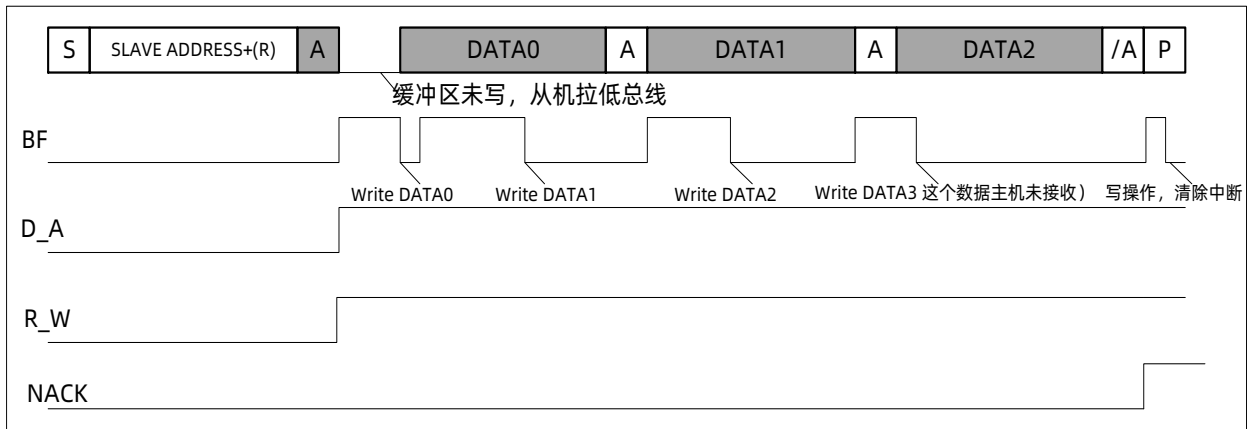 S SLAVE ADDRESS+(R) A DATA0 A DATA1 A DATA2 /A P
缓冲区未写，从机拉低总线
BF
Write DATA0 Write DATA1 Write DATA2 Write DATA3 这个数据主机未接收） 写操作，清除中断
D_A
R_W
NACK